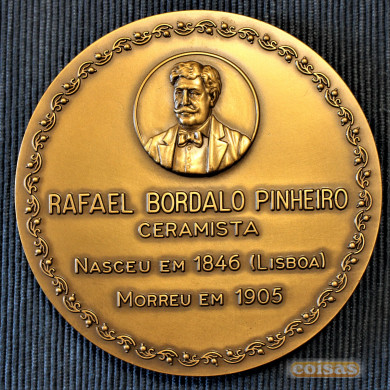 RAFAEL BORDALO PINHEIRO
CERAMISTA
NASCEU EM 1846 (LISBOA)
MORREU EM 1905
coisas